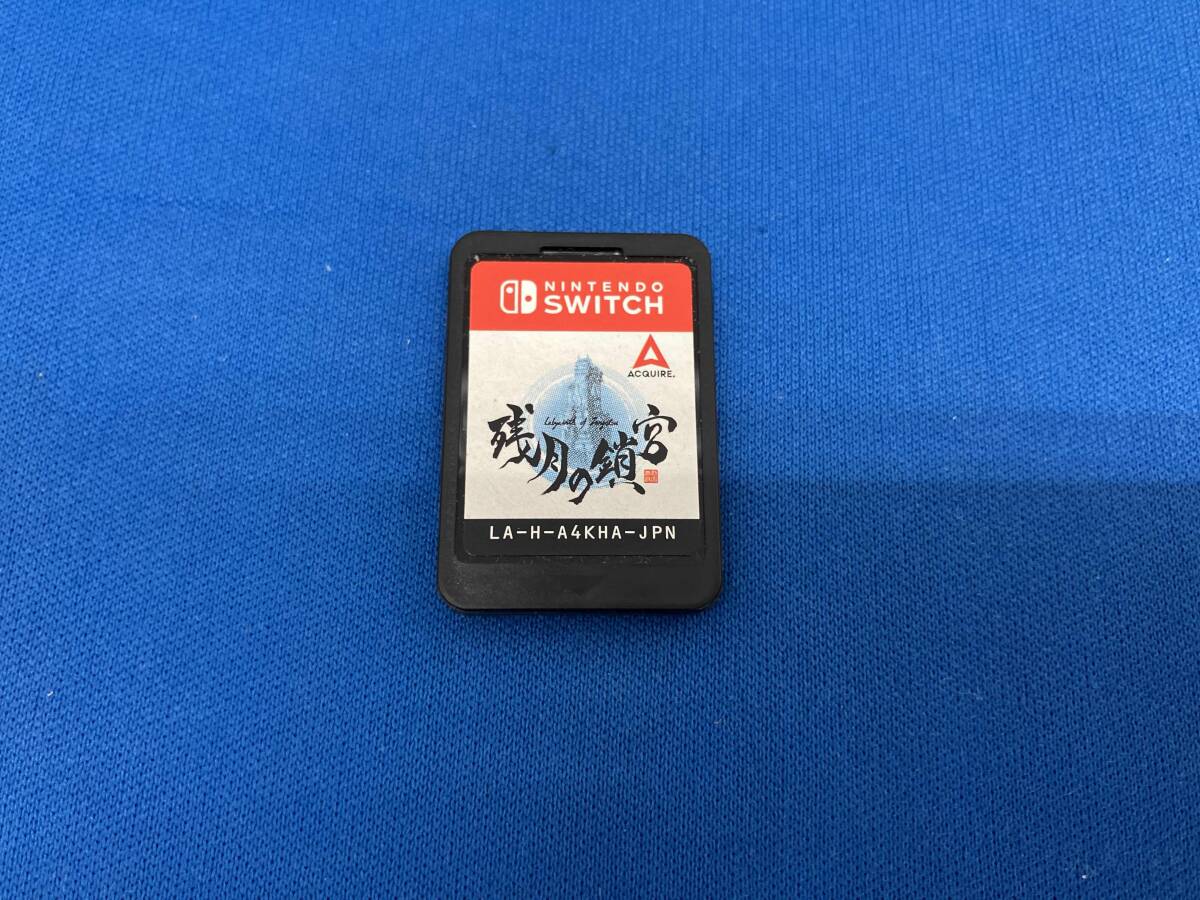 NINTENDO
SWITCH
ACQUIRE.
Labyrinth of Zangetsu
残月の鎖宮
LA-H-A4KHA-JPN